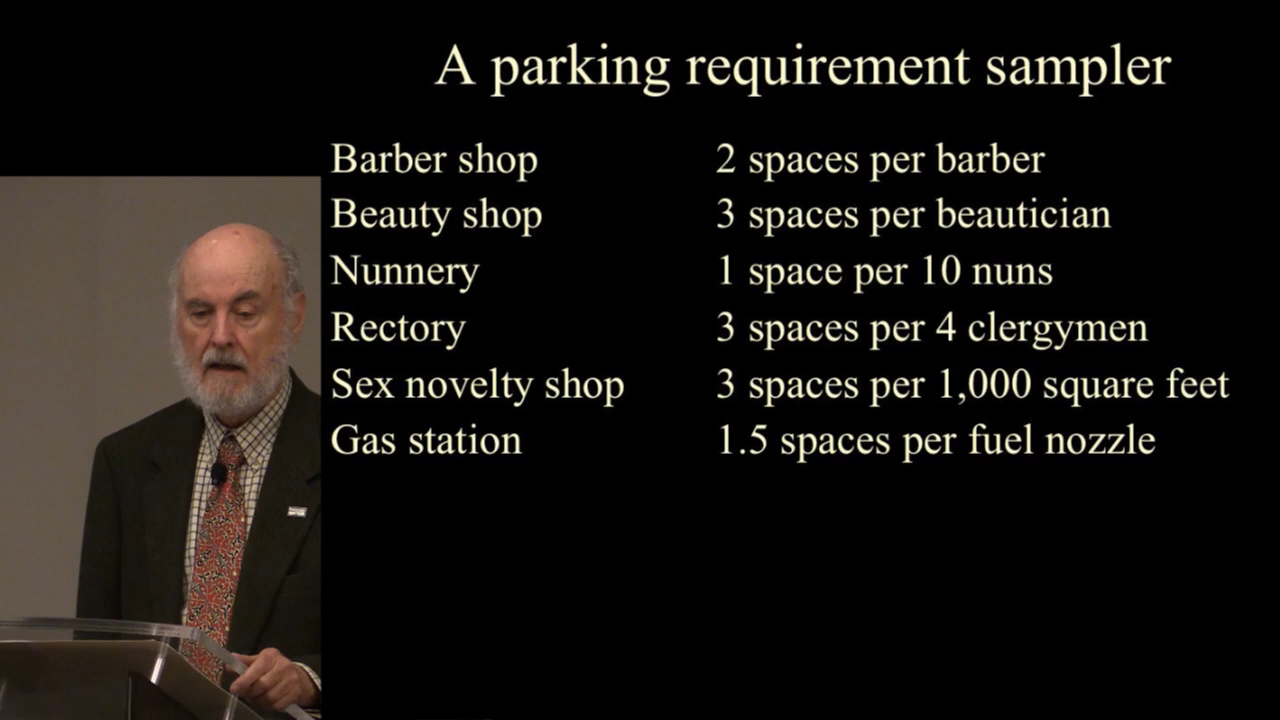 A parking requirement sampler
Barber shop 2 spaces per barber
Beauty shop 3 spaces per beautician
Nunnery 1 space per 10 nuns
Rectory 3 spaces per 4 clergymen
Sex novelty shop 3 spaces per 1,000 square feet
Gas station 1.5 spaces per fuel nozzle